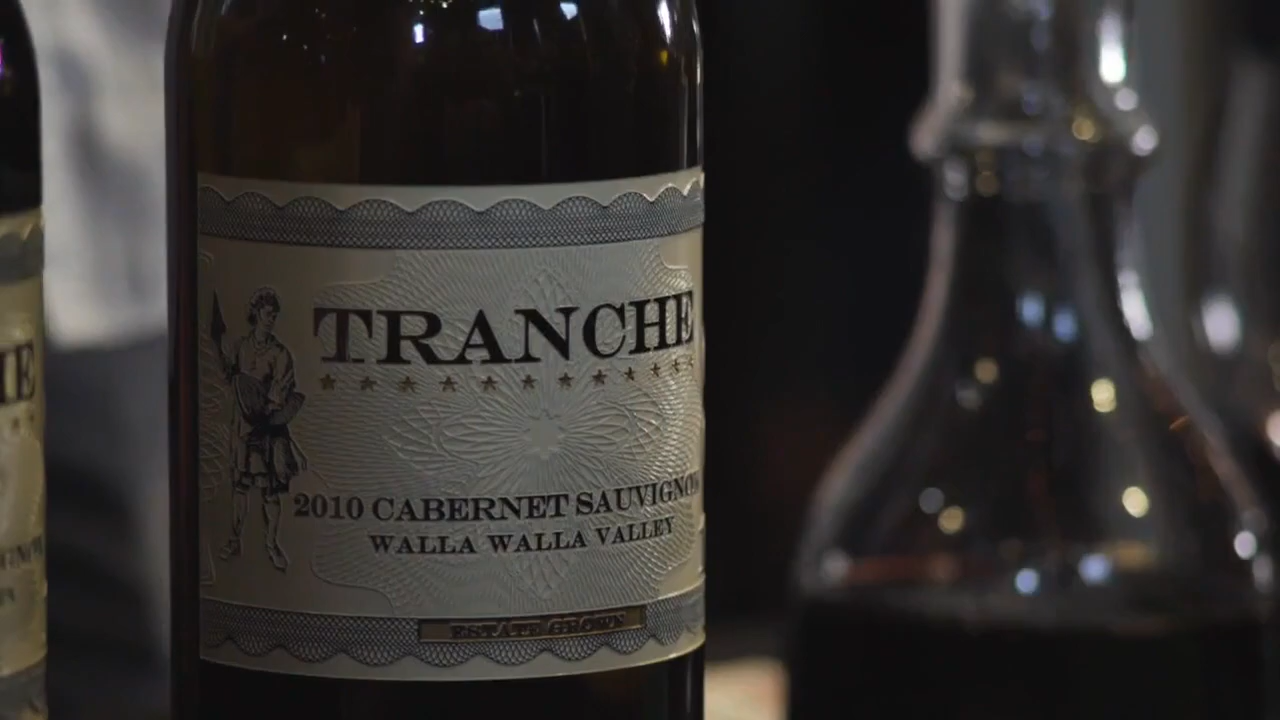 TRANCHE
2010 CABERNET SAUVIGNON
WALLA WALLA VALLEY
ESTATE GROWN